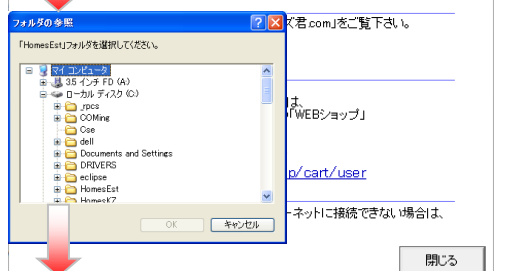 フォルダの参照
「HomesEst」フォルダを選択してください。
マイ コンピュータ
3.5 インチ FD (A:)
ローカル ディスク (C:)
_rpcs
COMing
Cse
dell
Documents and Settings
DRIVERS
eclipse
HomesEst
HomesKZ
OK
キャンセル
ズ君.com」をご覧下さい。
は、
「WEBショップ」
p/cart/user
ーネットに接続できない場合は、
閉じる